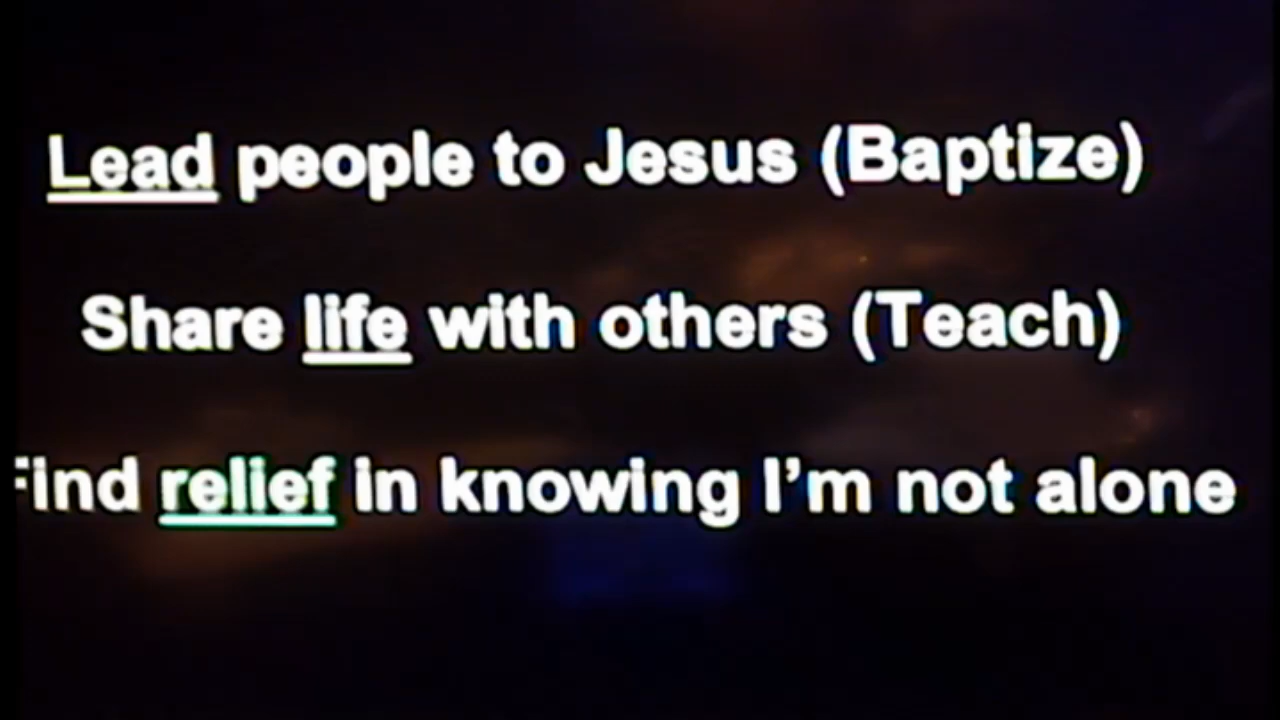 Lead people to Jesus (Baptize)
Share life with others (Teach)
Find relief in knowing I'm not alone